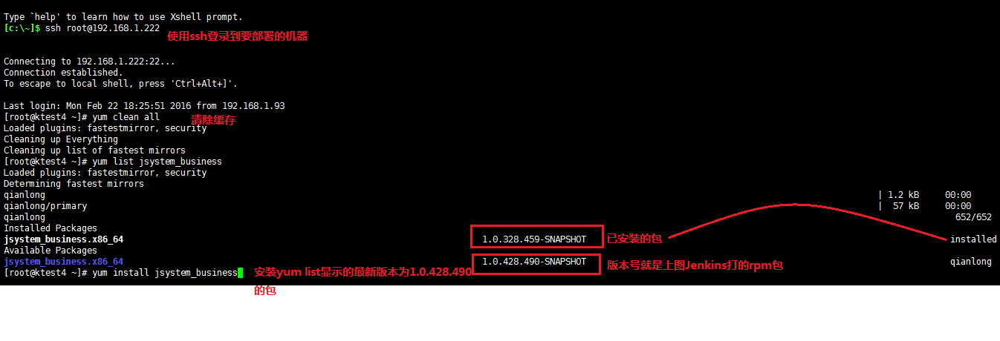 Type `help' to learn how to use Xshell prompt.
[c:\~]$ ssh root@192.168.1.222
使用ssh登录到要部署的机器
Connecting to 192.168.1.222:22...
Connection established.
To escape to local shell, press 'Ctrl+Alt+]'.
Last login: Mon Feb 22 18:25:51 2016 from 192.168.1.93
[root@ktest4 ~]# yum clean all
清除缓存
Loaded plugins: fastestmirror, security
Cleaning up Everything
Cleaning up list of fastest mirrors
[root@ktest4 ~]# yum list jsystem_business
Loaded plugins: fastestmirror, security
Determining fastest mirrors
qianlong | 1.2 kB 00:00
qianlong/primary | 57 kB 00:00
qianlong 652/652
Installed Packages
jsystem_business.x86_64 1.0.328.459-SNAPSHOT 已安装的包 installed
Available Packages
jsystem_business.x86_64 1.0.428.490-SNAPSHOT 版本号就是上图Jenkins打的rpm包 qianlong
[root@ktest4 ~]# yum install jsystem_business
安装yum list显示的最新版本为1.0.428.490
的包